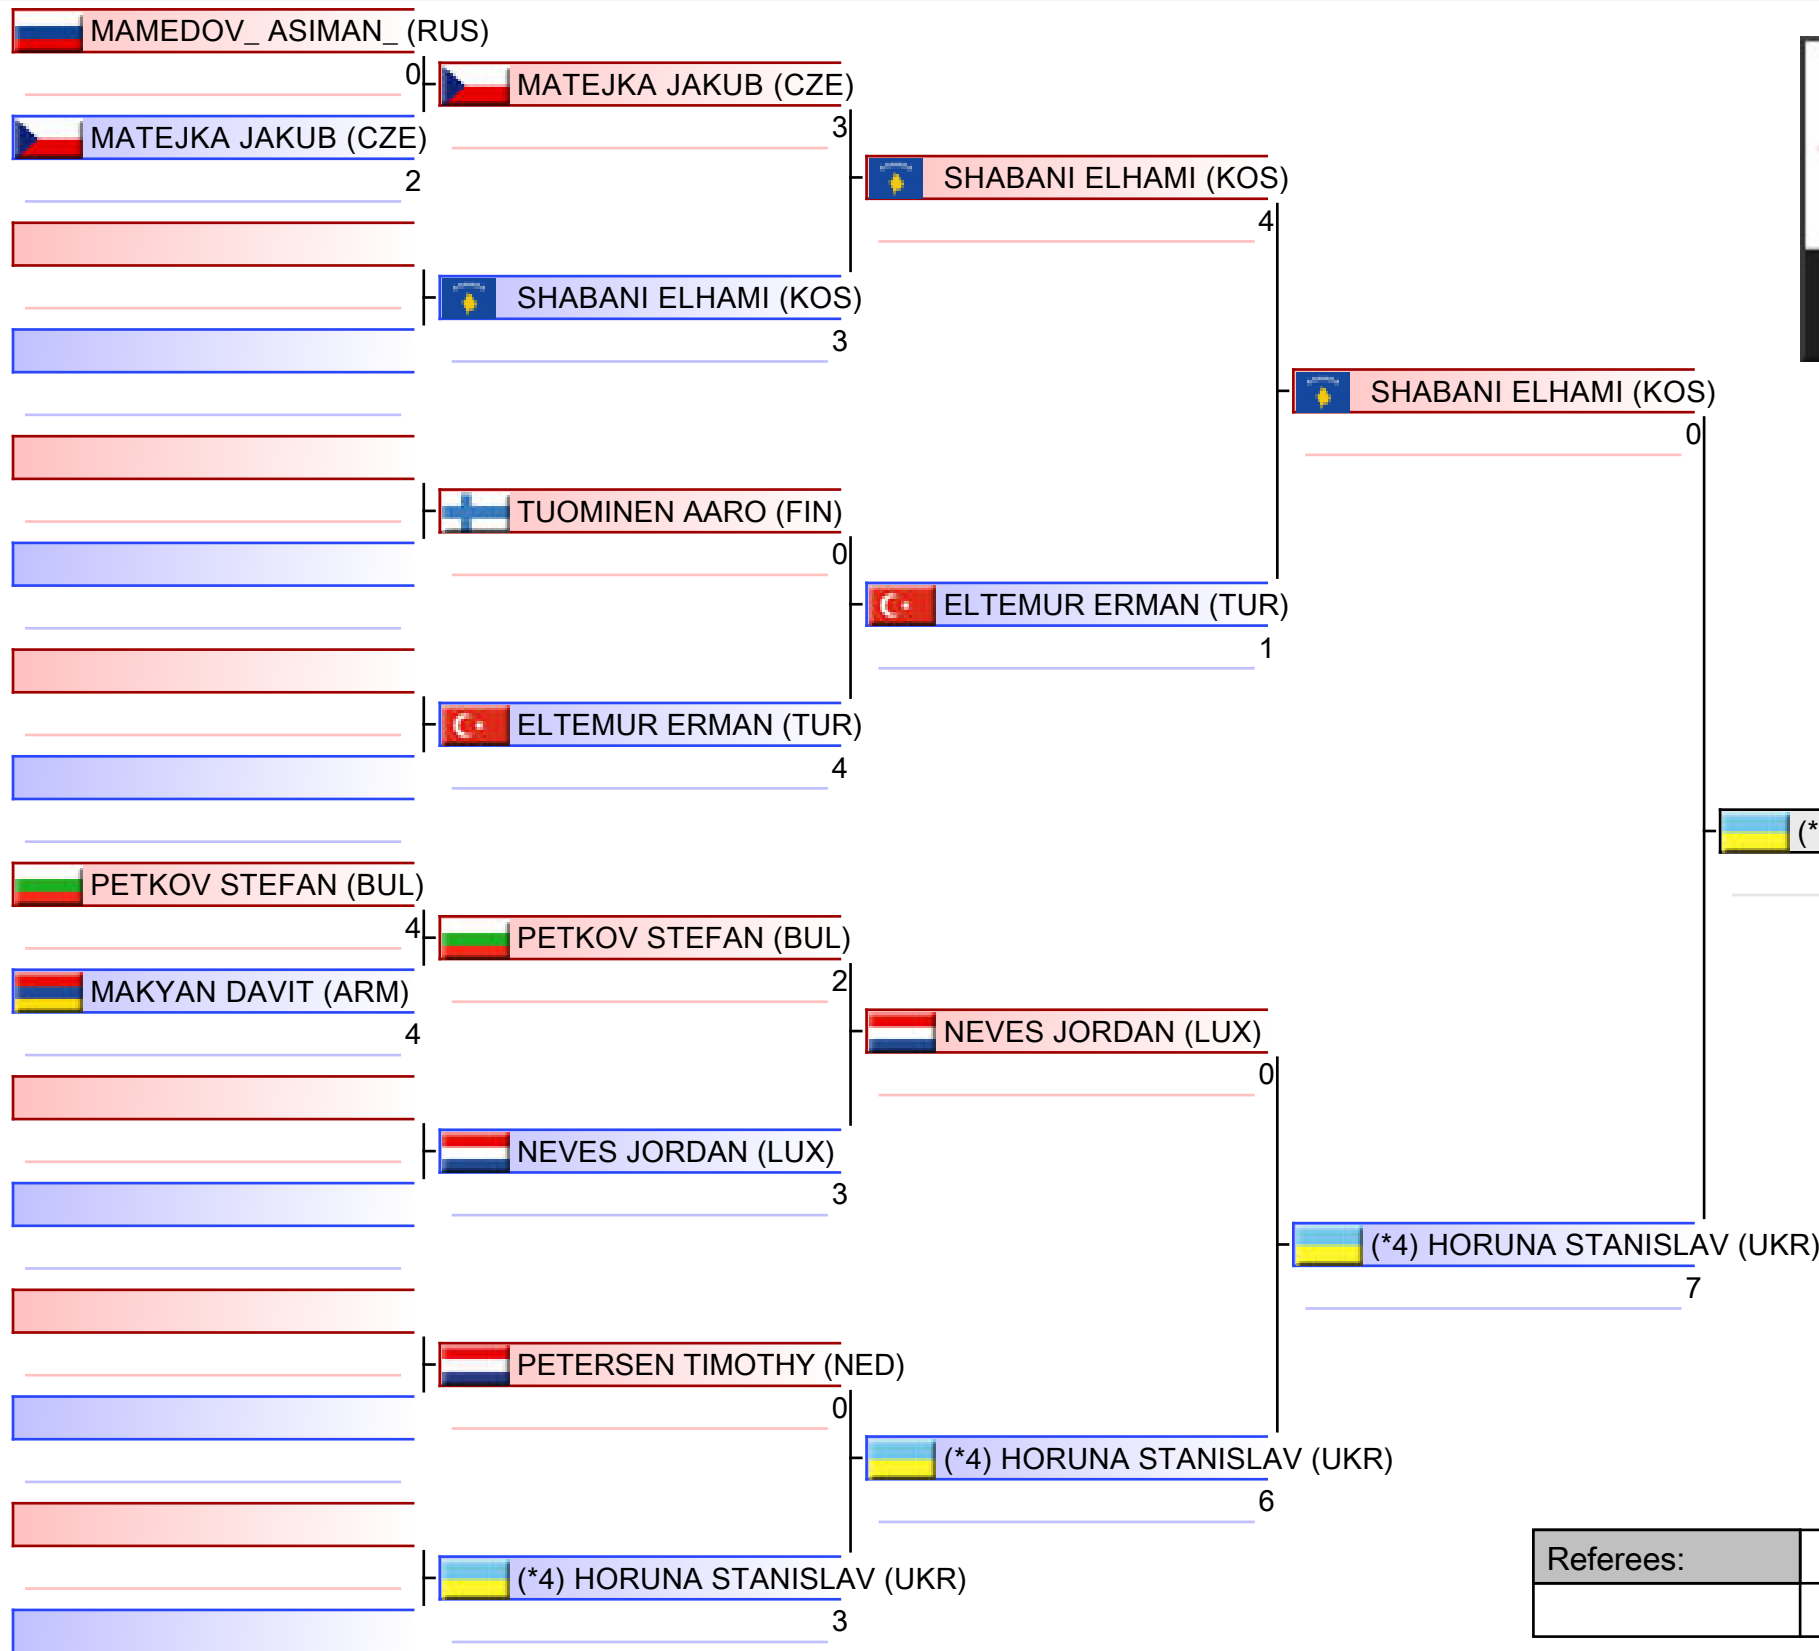 MAMEDOV_ ASIMAN_ (RUS)
0
MATEJKA JAKUB (CZE)
MATEJKA JAKUB (CZE)
3
2
SHABANI ELHAMI (KOS)
4
SHABANI ELHAMI (KOS)
3
SHABANI ELHAMI (KOS)
0
TUOMINEN AARO (FIN)
0
ELTEMUR ERMAN (TUR)
1
ELTEMUR ERMAN (TUR)
4
(*
PETKOV STEFAN (BUL)
4
PETKOV STEFAN (BUL)
2
MAKYAN DAVIT (ARM)
4
NEVES JORDAN (LUX)
0
NEVES JORDAN (LUX)
3
(*4) HORUNA STANISLAV (UKR)
7
PETERSEN TIMOTHY (NED)
0
(*4) HORUNA STANISLAV (UKR)
6
Referees:
(*4) HORUNA STANISLAV (UKR)
3